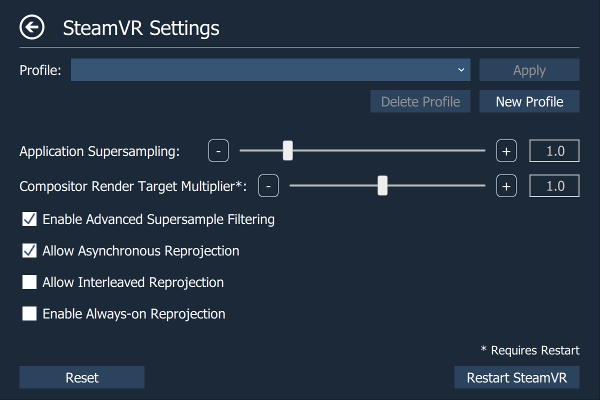 SteamVR Settings
Profile:
Apply
Delete Profile
New Profile
Application Supersampling: - + 1.0
Compositor Render Target Multiplier*: - + 1.0
Enable Advanced Supersample Filtering
Allow Asynchronous Reprojection
Allow Interleaved Reprojection
Enable Always-on Reprojection
* Requires Restart
Reset
Restart SteamVR